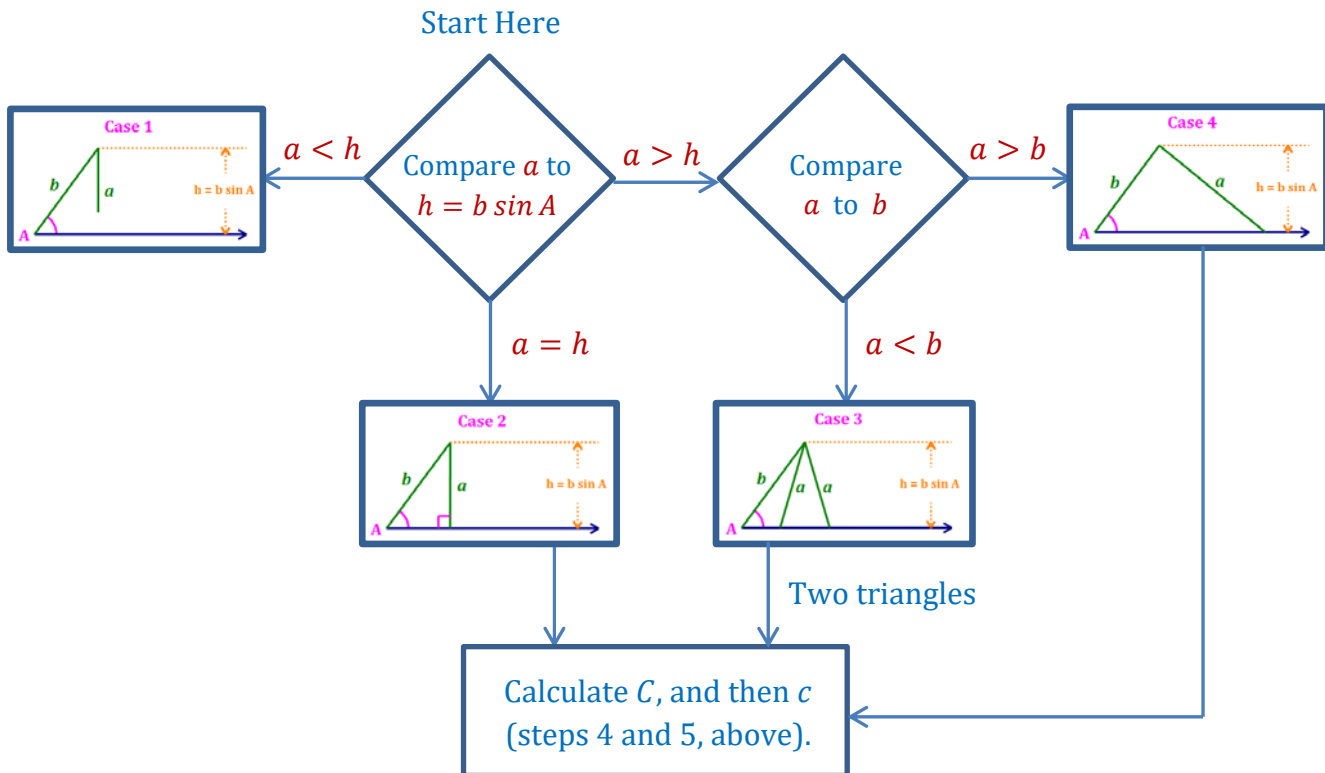 Start Here
Case 1
b
a
A
h = b sin A
a < h
Compare a to
h = b sin A
a > h
Compare
a to b
a > b
Case 4
b
a
A
h = b sin A
a = h
a < b
Case 2
b
a
A
h = b sin A
Case 3
b
a
a
A
h = b sin A
Two triangles
Calculate C, and then c
(steps 4 and 5, above).